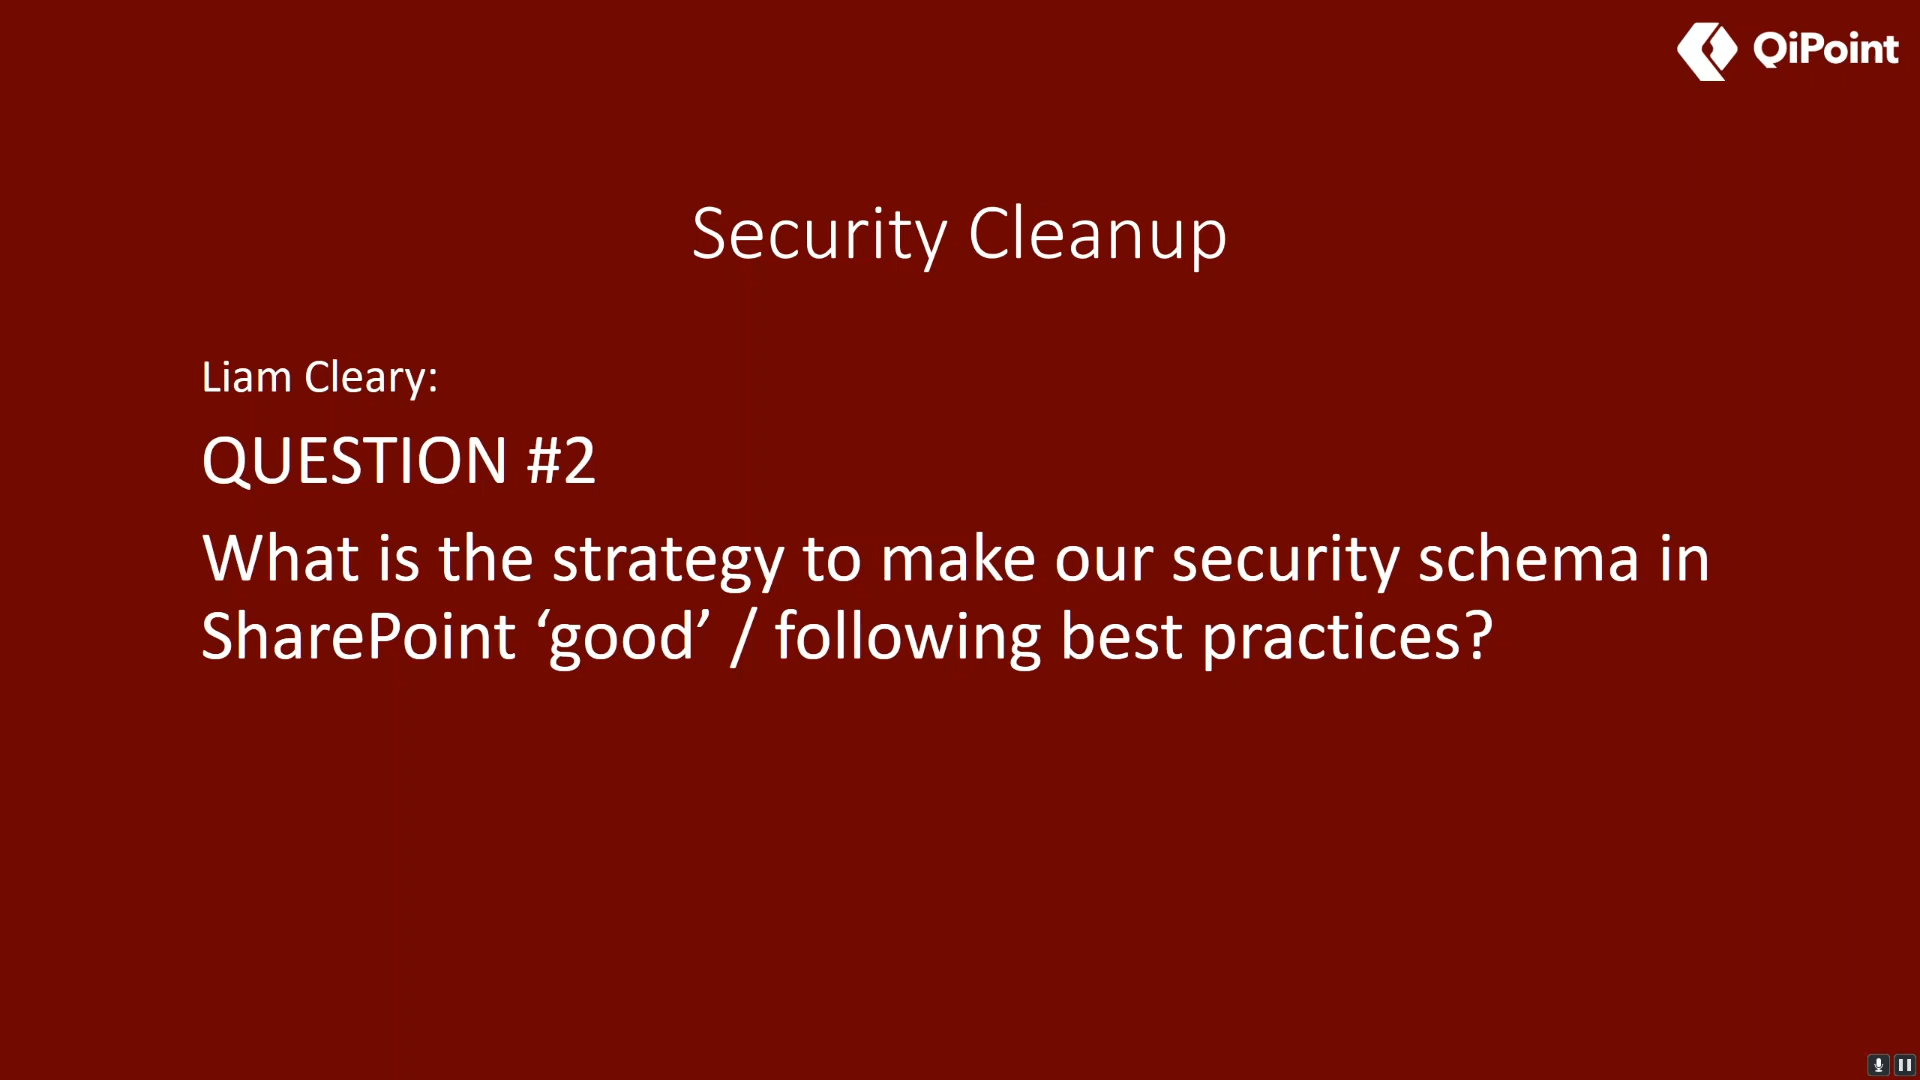 QiPoint
Security Cleanup
Liam Cleary:
QUESTION #2
What is the strategy to make our security schema in
SharePoint ‘good’ / following best practices?